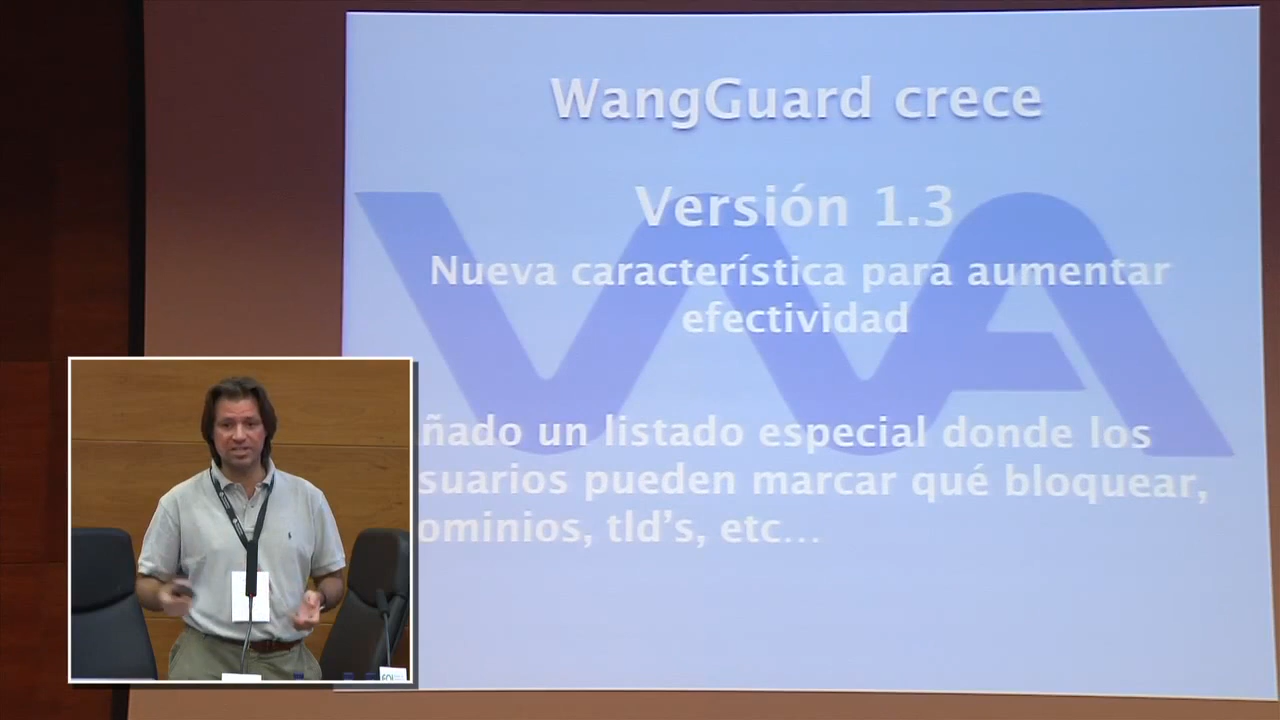 WangGuard crece
Versión 1.3
Nueva característica para aumentar
efectividad
ñado un listado especial donde los
suarios pueden marcar qué bloquear,
ominios, tld’s, etc...